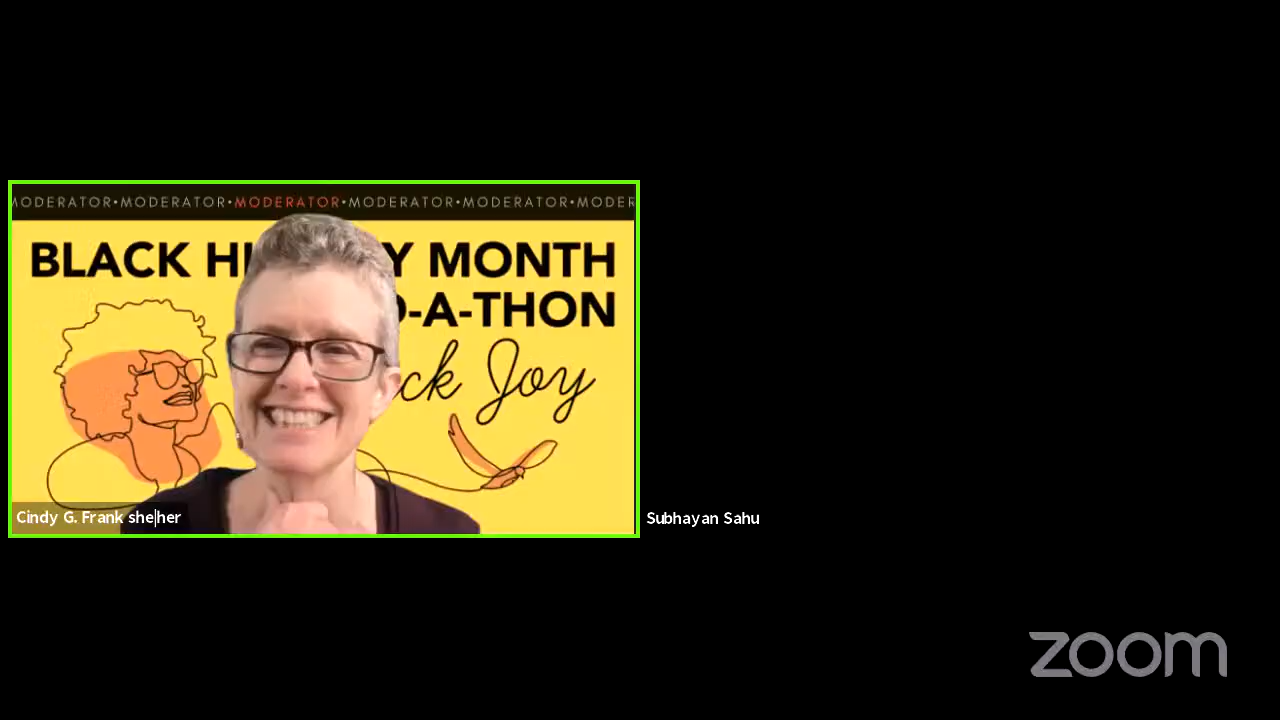 MODERATOR•MODERATOR•MODERATOR•MODERATOR•MODERATOR•MODER
BLACK HI Y MONTH
-A-THON
ck Joy
Cindy G. Frank she|her
Subhayan Sahu
zoom